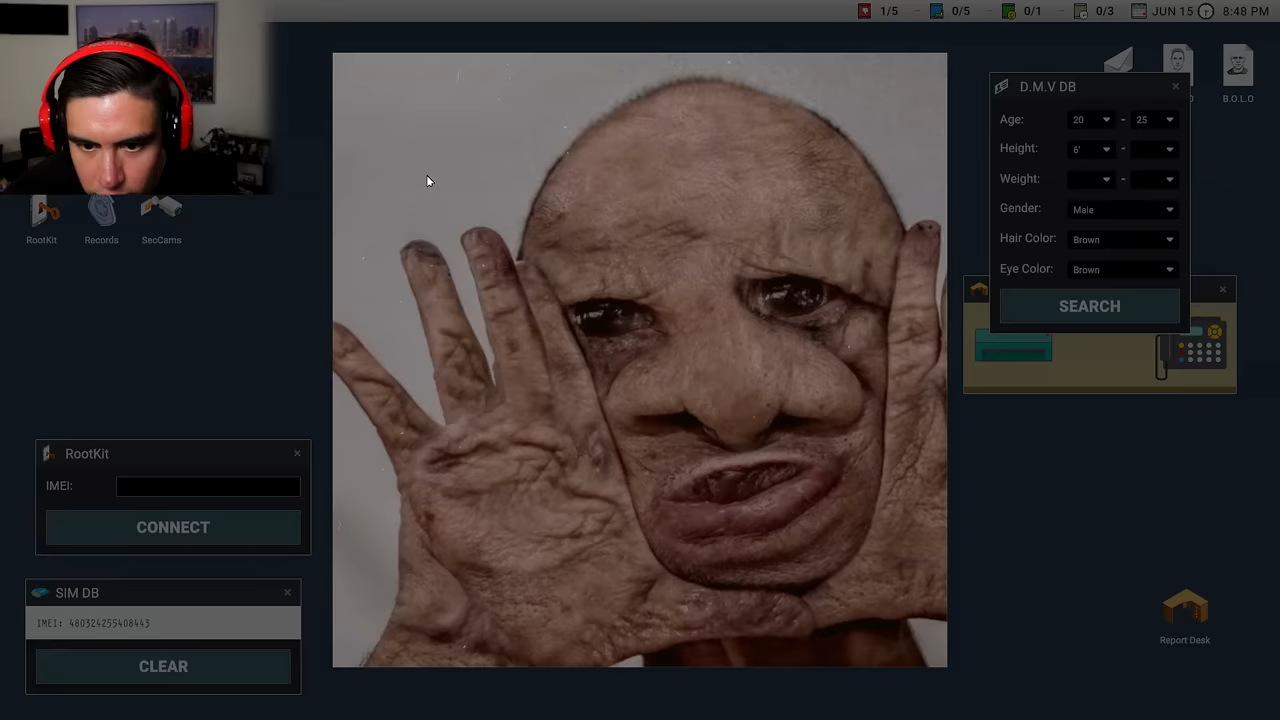 1/5
0/5
0/1
0/3
JUN 15
8:48 PM
B.O.L.O
D.M.V DB
Age: 20 - 25
Height: 6' -
Weight: -
Gender: Male
Hair Color: Brown
Eye Color: Brown
SEARCH
RootKit
Records
SecCams
RootKit
IMEI:
CONNECT
SIM DB
IMEI: 480324255408443
CLEAR
Report Desk